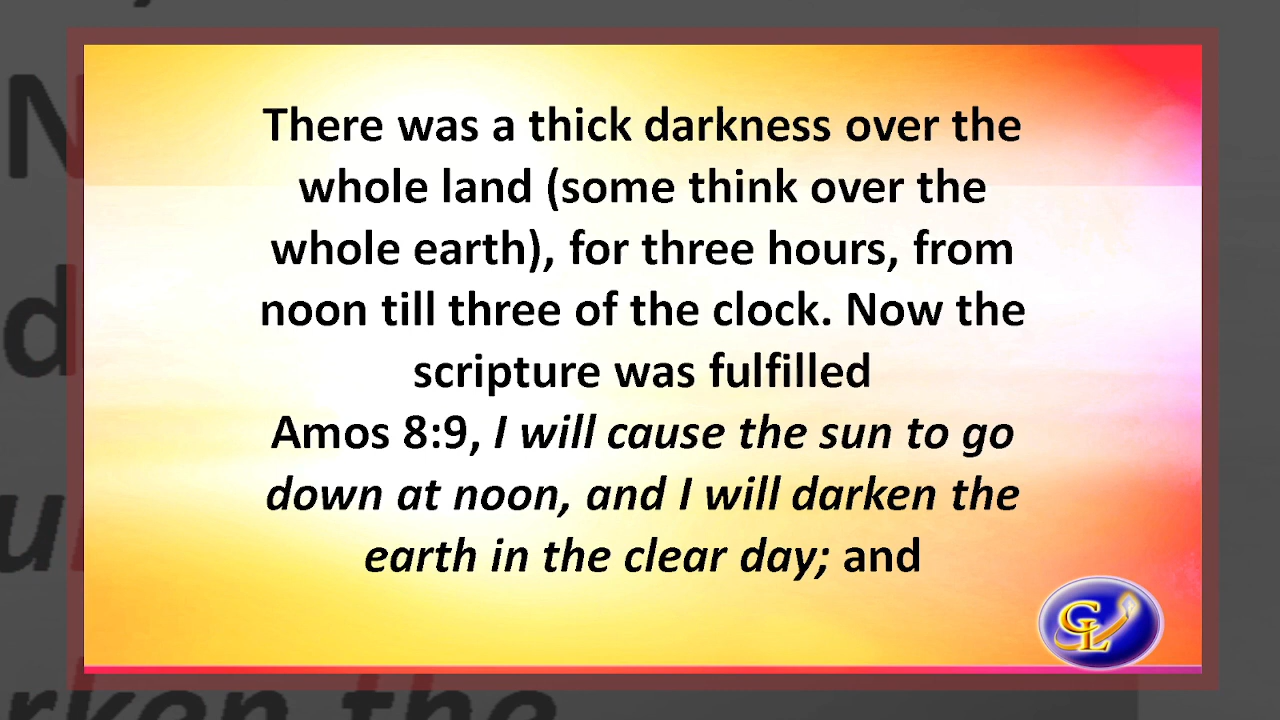 There was a thick darkness over the
whole land (some think over the
whole earth), for three hours, from
noon till three of the clock. Now the
scripture was fulfilled
Amos 8:9, I will cause the sun to go
down at noon, and I will darken the
earth in the clear day; and
GL